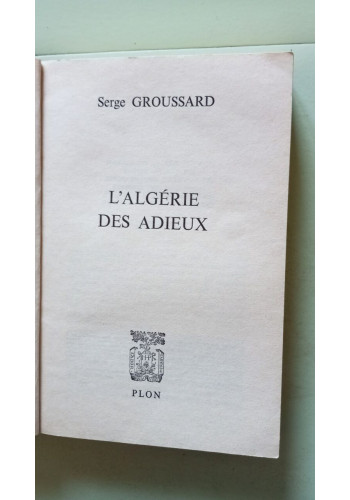 Serge GROUSSARD
L'ALGÉRIE
DES ADIEUX
PLON